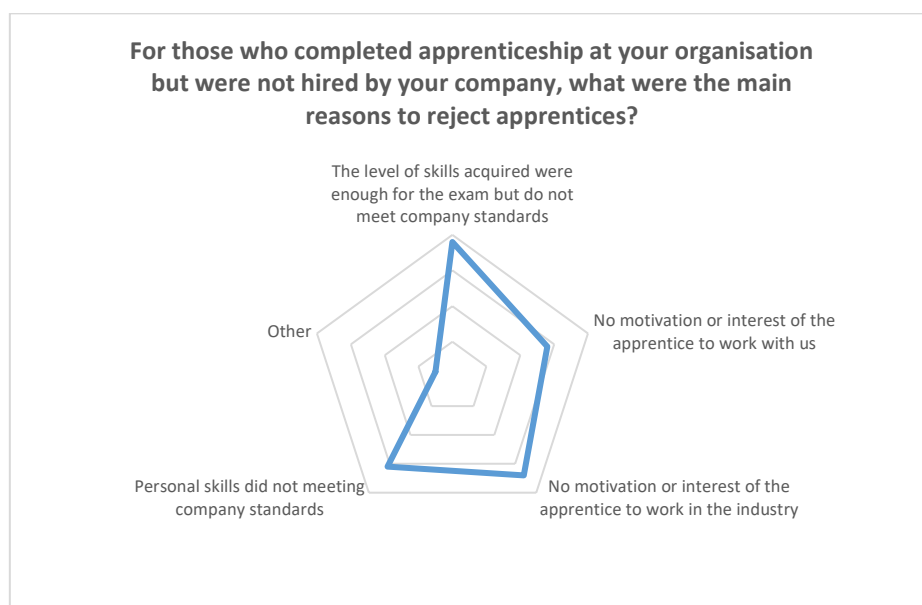 For those who completed apprenticeship at your organisation
but were not hired by your company, what were the main
reasons to reject apprentices?
The level of skills acquired were
enough for the exam but do not
meet company standards
Other
No motivation or interest of the
apprentice to work with us
Personal skills did not meeting
company standards
No motivation or interest of the
apprentice to work in the industry